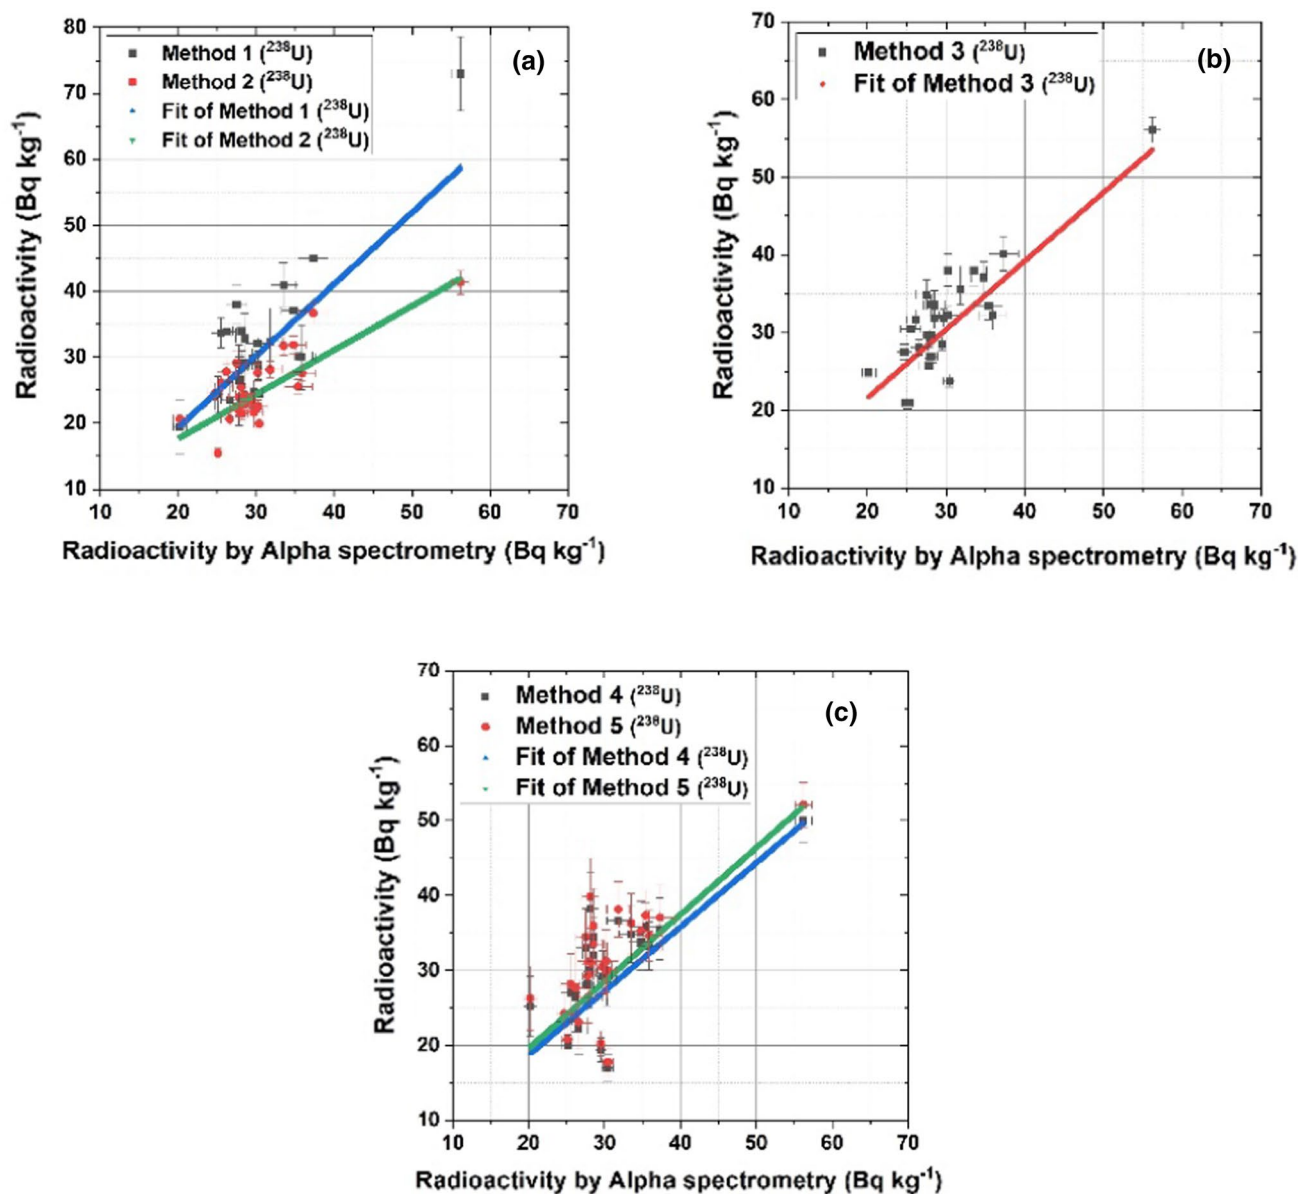 80
70
60
50
40
30
20
10
10 20 30 40 50 60 70
Radioactivity (Bq kg⁻¹)
Radioactivity by Alpha spectrometry (Bq kg⁻¹)
Method 1 (²³⁸U)
Method 2 (²³⁸U)
Fit of Method 1 (²³⁸U)
Fit of Method 2 (²³⁸U)
(a)
70
60
50
40
30
20
10
10 20 30 40 50 60 70
Radioactivity (Bq kg⁻¹)
Radioactivity by Alpha spectrometry (Bq kg⁻¹)
Method 3 (²³⁸U)
Fit of Method 3 (²³⁸U)
(b)
70
60
50
40
30
20
10
10 20 30 40 50 60 70
Radioactivity (Bq kg⁻¹)
Radioactivity by Alpha spectrometry (Bq kg⁻¹)
Method 4 (²³⁸U)
Method 5 (²³⁸U)
Fit of Method 4 (²³⁸U)
Fit of Method 5 (²³⁸U)
(c)